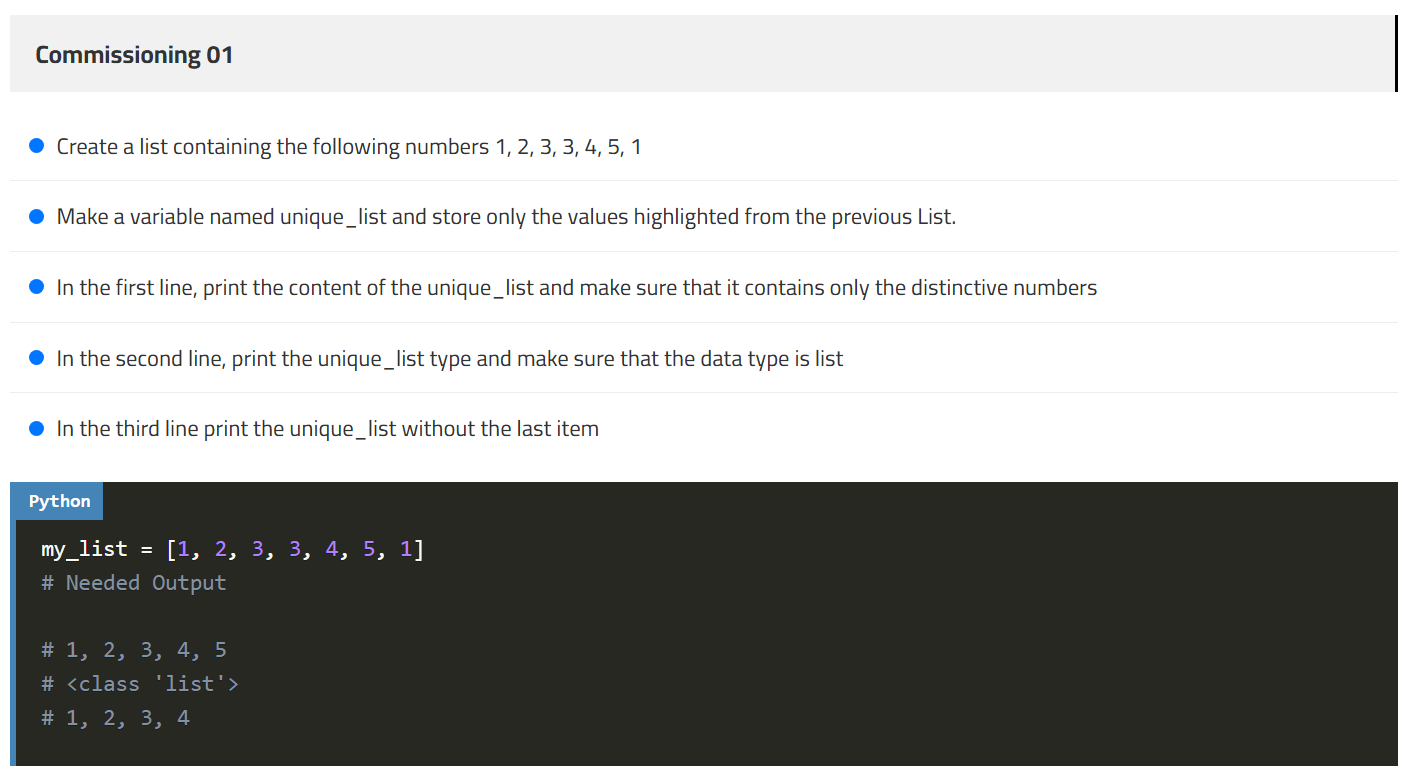 Commissioning 01
Create a list containing the following numbers 1, 2, 3, 3, 4, 5, 1
Make a variable named unique_list and store only the values highlighted from the previous List.
In the first line, print the content of the unique_list and make sure that it contains only the distinctive numbers
In the second line, print the unique_list type and make sure that the data type is list
In the third line print the unique_list without the last item
Python
my_list = [1, 2, 3, 3, 4, 5, 1]
# Needed Output
# 1, 2, 3, 4, 5
# <class 'list'>
# 1, 2, 3, 4